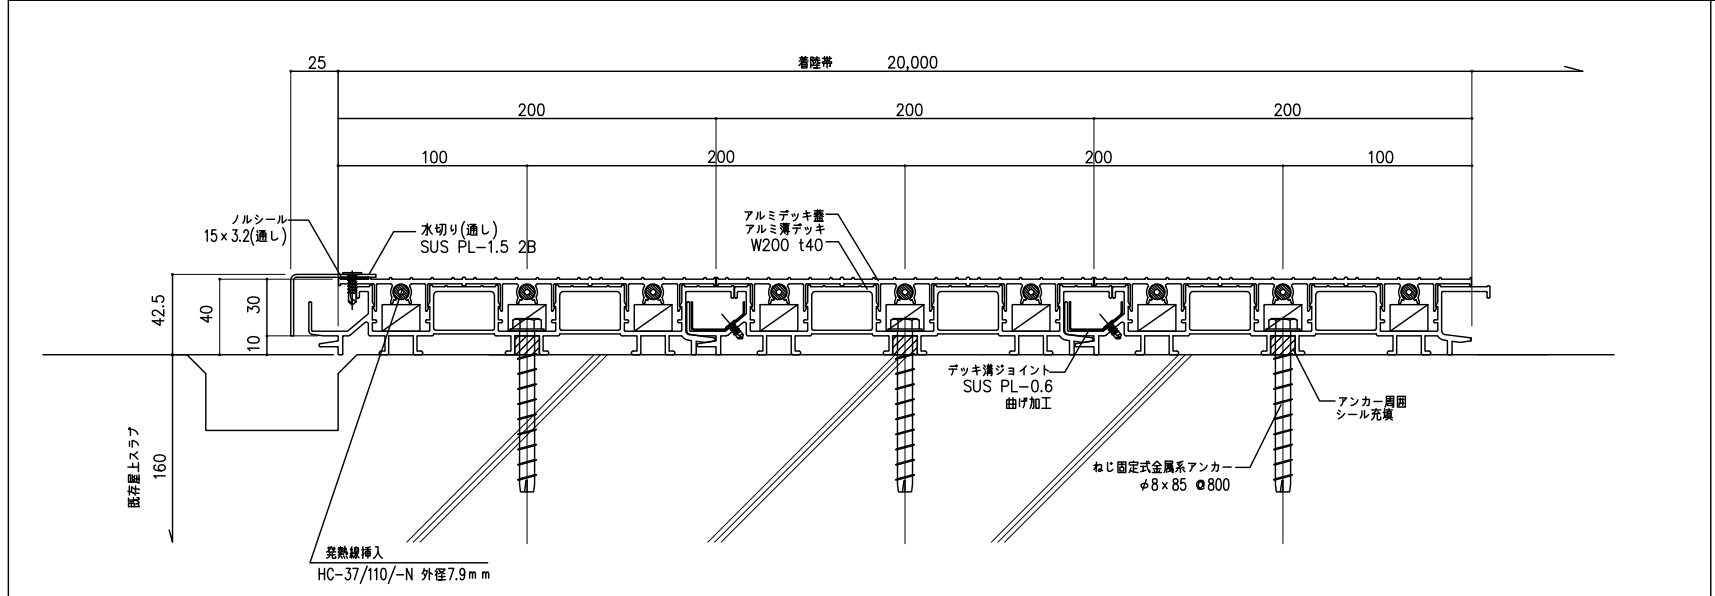 25
着陸帯 20,000
200
200
200
100
200
200
100
ノルシール
15×3.2(通し)
水切り(通し)
SUS PL-1.5 2B
アルミデッキ蓋
アルミ薄デッキ
W200 t40
42.5
40
30
10
デッキ溝ジョイント
SUS PL-0.6
曲げ加工
アンカー周囲
シール充填
既存屋上スラブ
160
ねじ固定式金属系アンカー
φ8×85 @800
発熱線挿入
HC-37/110/-N 外径7.9mm